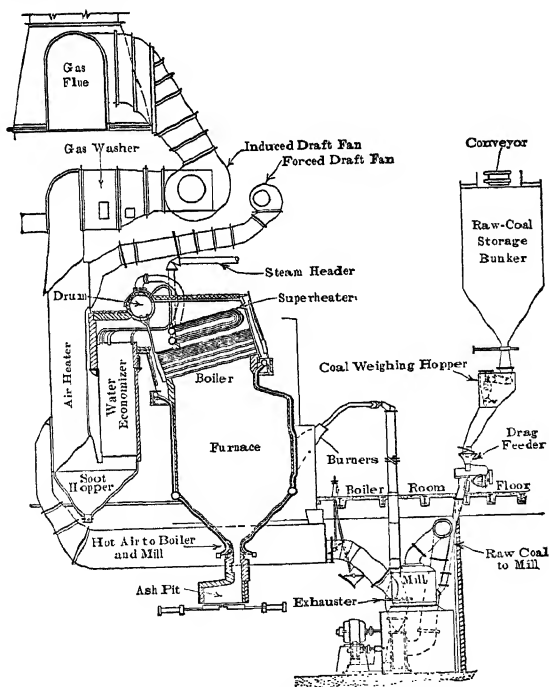 Gas
Flue
Gas Washer
Induced Draft Fan
Forced Draft Fan
Conveyor
Raw-Coal
Storage
Bunker
Steam Header
Drum
Superheater
Boiler
Coal Weighing Hopper
Air Heater
Water
Economizer
Furnace
Drag
Feeder
Burners
Soot
Hopper
Boiler Room Floor
Hot Air to Boiler
and Mill
Raw Coal
to Mill
Mill
Ash Pit
Exhauster